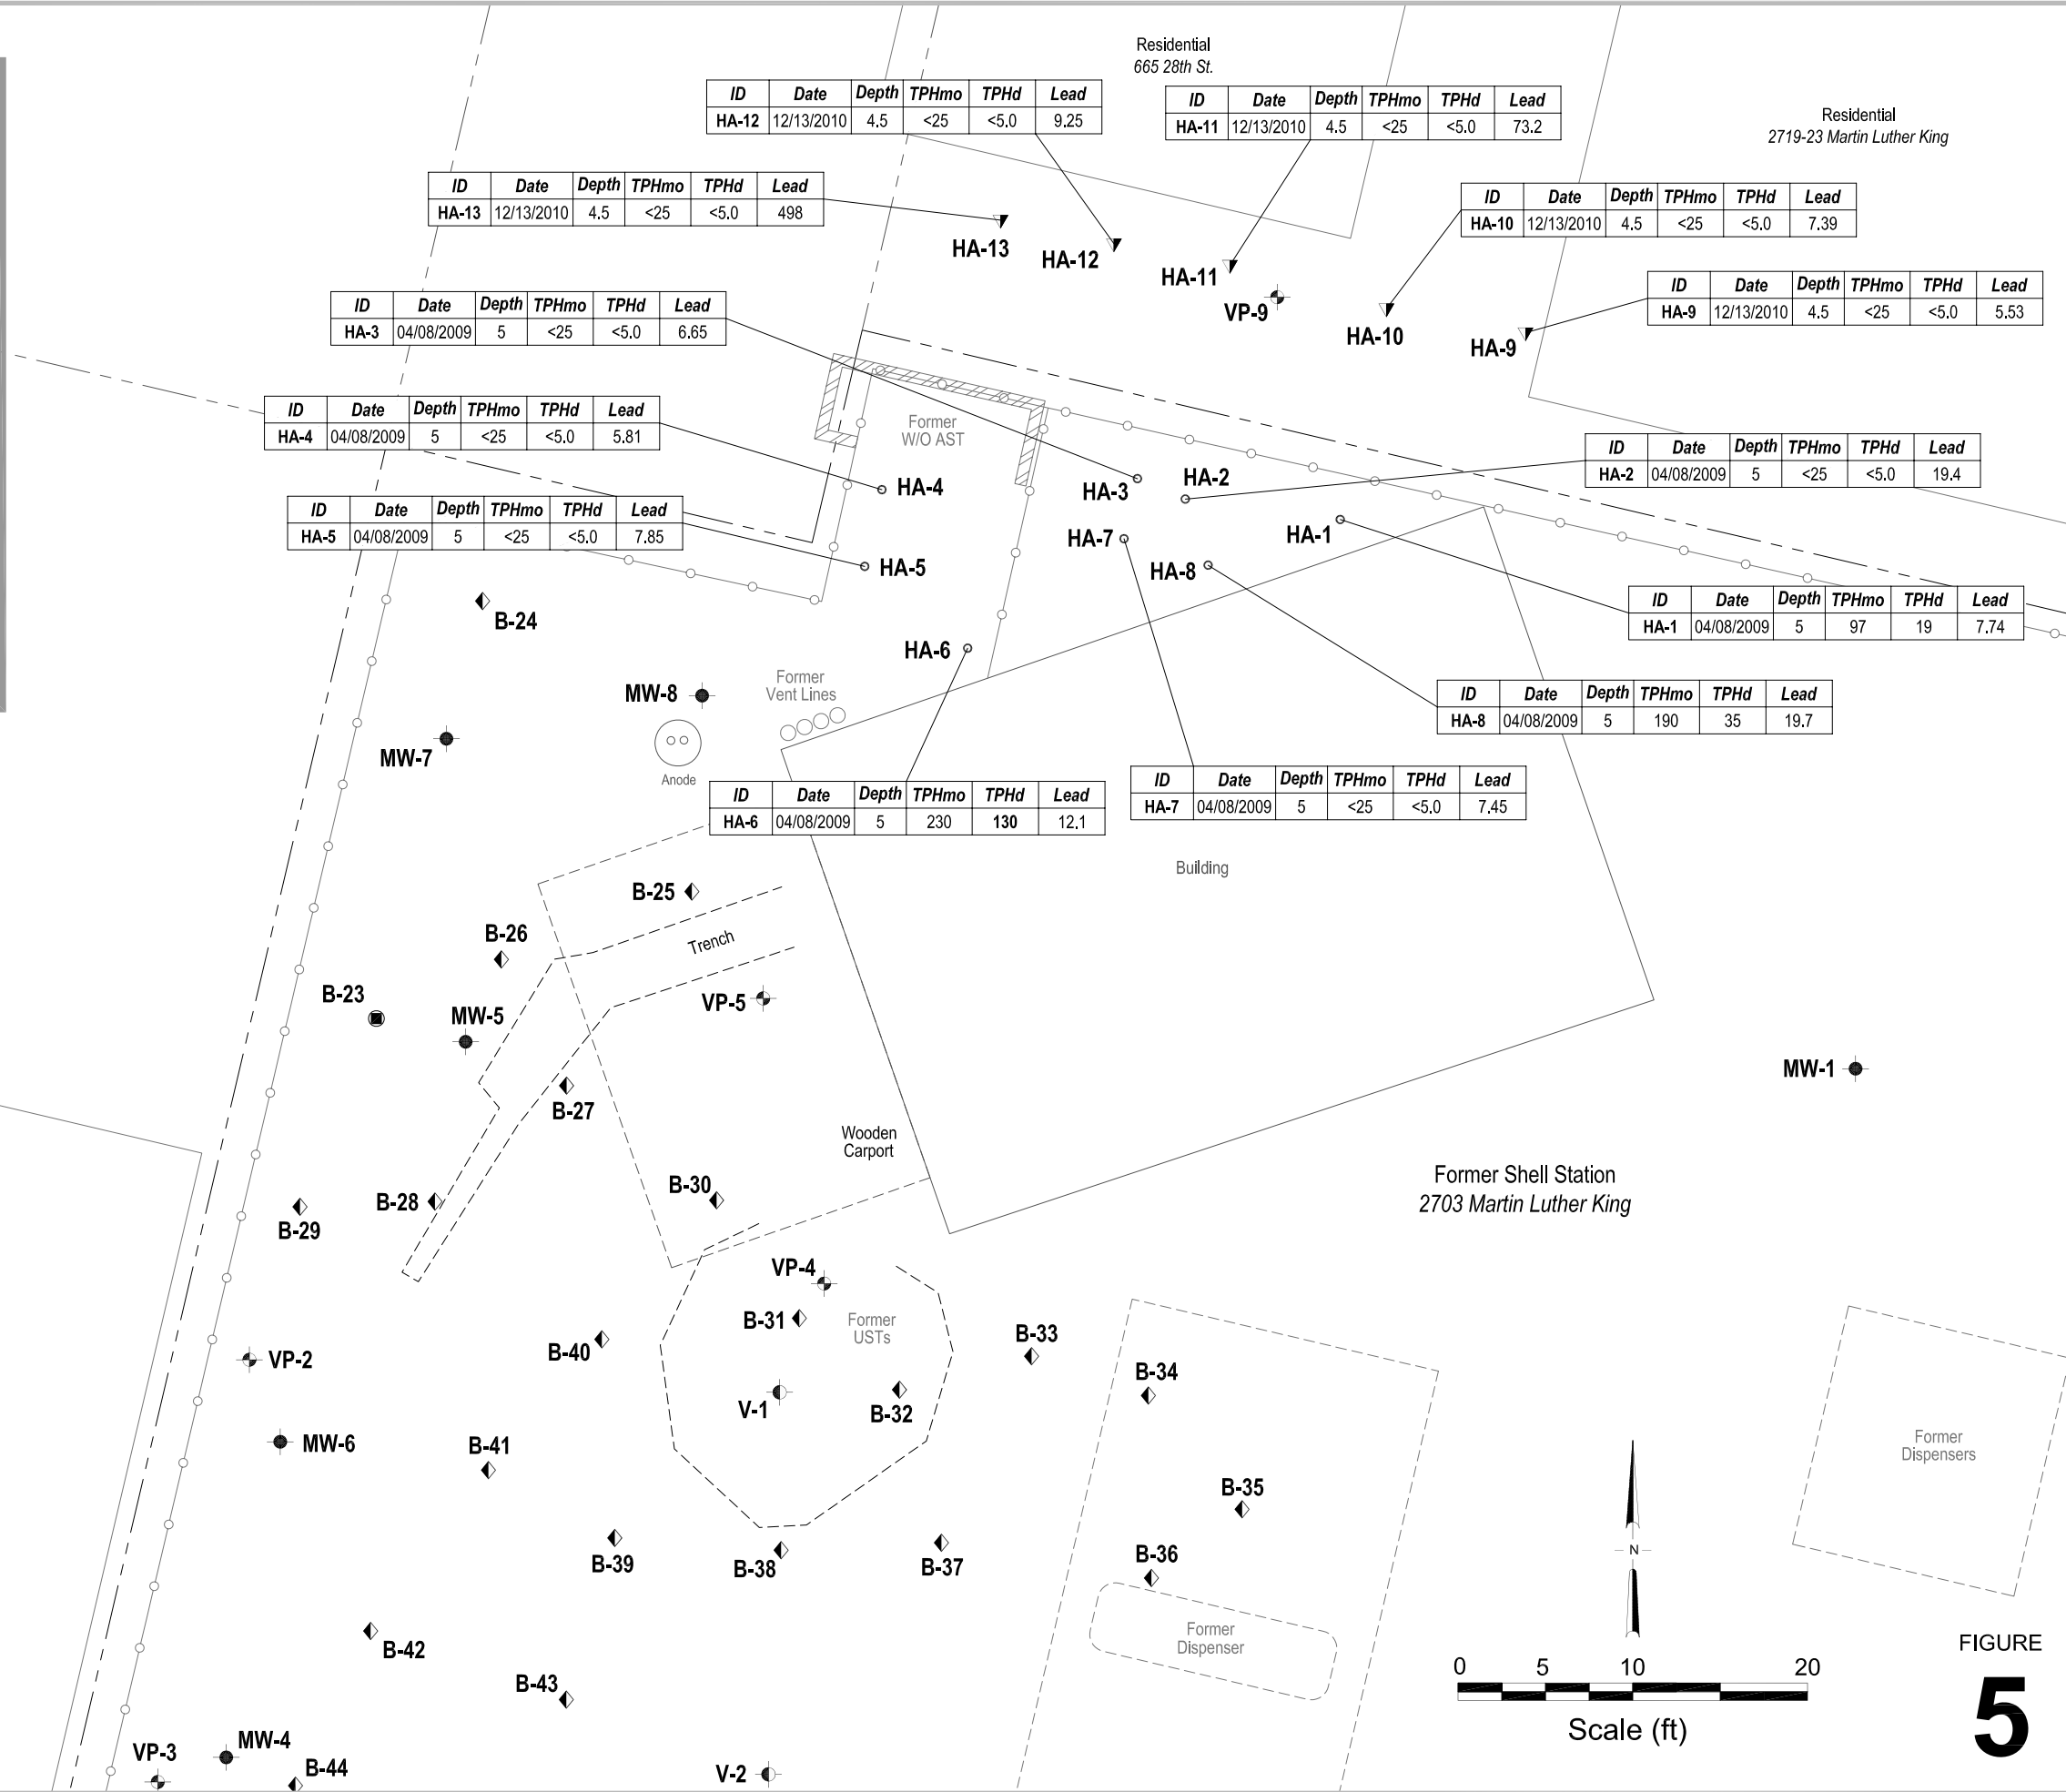 Residential
665 28th St.
ID Date Depth TPHmo TPHd Lead
HA-12 12/13/2010 4.5 <25 <5.0 9.25
ID Date Depth TPHmo TPHd Lead
HA-11 12/13/2010 4.5 <25 <5.0 73.2
Residential
2719-23 Martin Luther King
ID Date Depth TPHmo TPHd Lead
HA-13 12/13/2010 4.5 <25 <5.0 498
ID Date Depth TPHmo TPHd Lead
HA-10 12/13/2010 4.5 <25 <5.0 7.39
HA-13
HA-12
HA-11
VP-9
HA-10
HA-9
ID Date Depth TPHmo TPHd Lead
HA-9 12/13/2010 4.5 <25 <5.0 5.53
ID Date Depth TPHmo TPHd Lead
HA-3 04/08/2009 5 <25 <5.0 6.65
ID Date Depth TPHmo TPHd Lead
HA-4 04/08/2009 5 <25 <5.0 5.81
Former
W/O AST
ID Date Depth TPHmo TPHd Lead
HA-2 04/08/2009 5 <25 <5.0 19.4
HA-4
HA-3
HA-2
ID Date Depth TPHmo TPHd Lead
HA-5 04/08/2009 5 <25 <5.0 7.85
HA-7
HA-1
HA-5
HA-8
ID Date Depth TPHmo TPHd Lead
HA-1 04/08/2009 5 97 19 7.74
B-24
HA-6
MW-8
Former
Vent Lines
ID Date Depth TPHmo TPHd Lead
HA-8 04/08/2009 5 190 35 19.7
MW-7
Anode
ID Date Depth TPHmo TPHd Lead
HA-6 04/08/2009 5 230 130 12.1
ID Date Depth TPHmo TPHd Lead
HA-7 04/08/2009 5 <25 <5.0 7.45
Building
B-25
B-26
Trench
B-23
VP-5
MW-5
MW-1
B-27
Wooden
Carport
Former Shell Station
2703 Martin Luther King
B-30
B-28
B-29
VP-4
B-31
Former
USTs
B-33
B-40
VP-2
B-34
V-1
B-32
MW-6
B-41
Former
Dispensers
B-35
B-39
B-38
B-37
B-36
N
Former
Dispenser
FIGURE
5
B-42
0 5 10 20
Scale (ft)
B-43
MW-4
VP-3
B-44
V-2